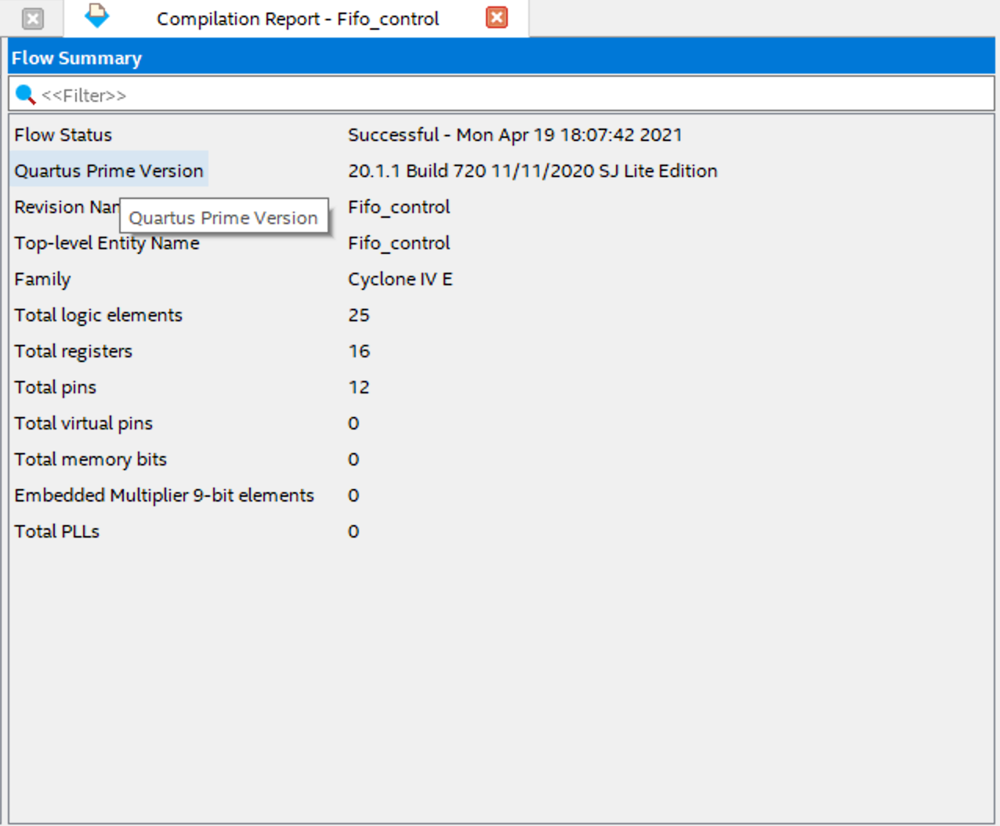 Compilation Report - Fifo_control
Flow Summary
<<Filter>>
Flow Status Successful - Mon Apr 19 18:07:42 2021
Quartus Prime Version 20.1.1 Build 720 11/11/2020 SJ Lite Edition
Revision Nam Fifo_control
Quartus Prime Version
Top-level Entity Name Fifo_control
Family Cyclone IV E
Total logic elements 25
Total registers 16
Total pins 12
Total virtual pins 0
Total memory bits 0
Embedded Multiplier 9-bit elements 0
Total PLLs 0